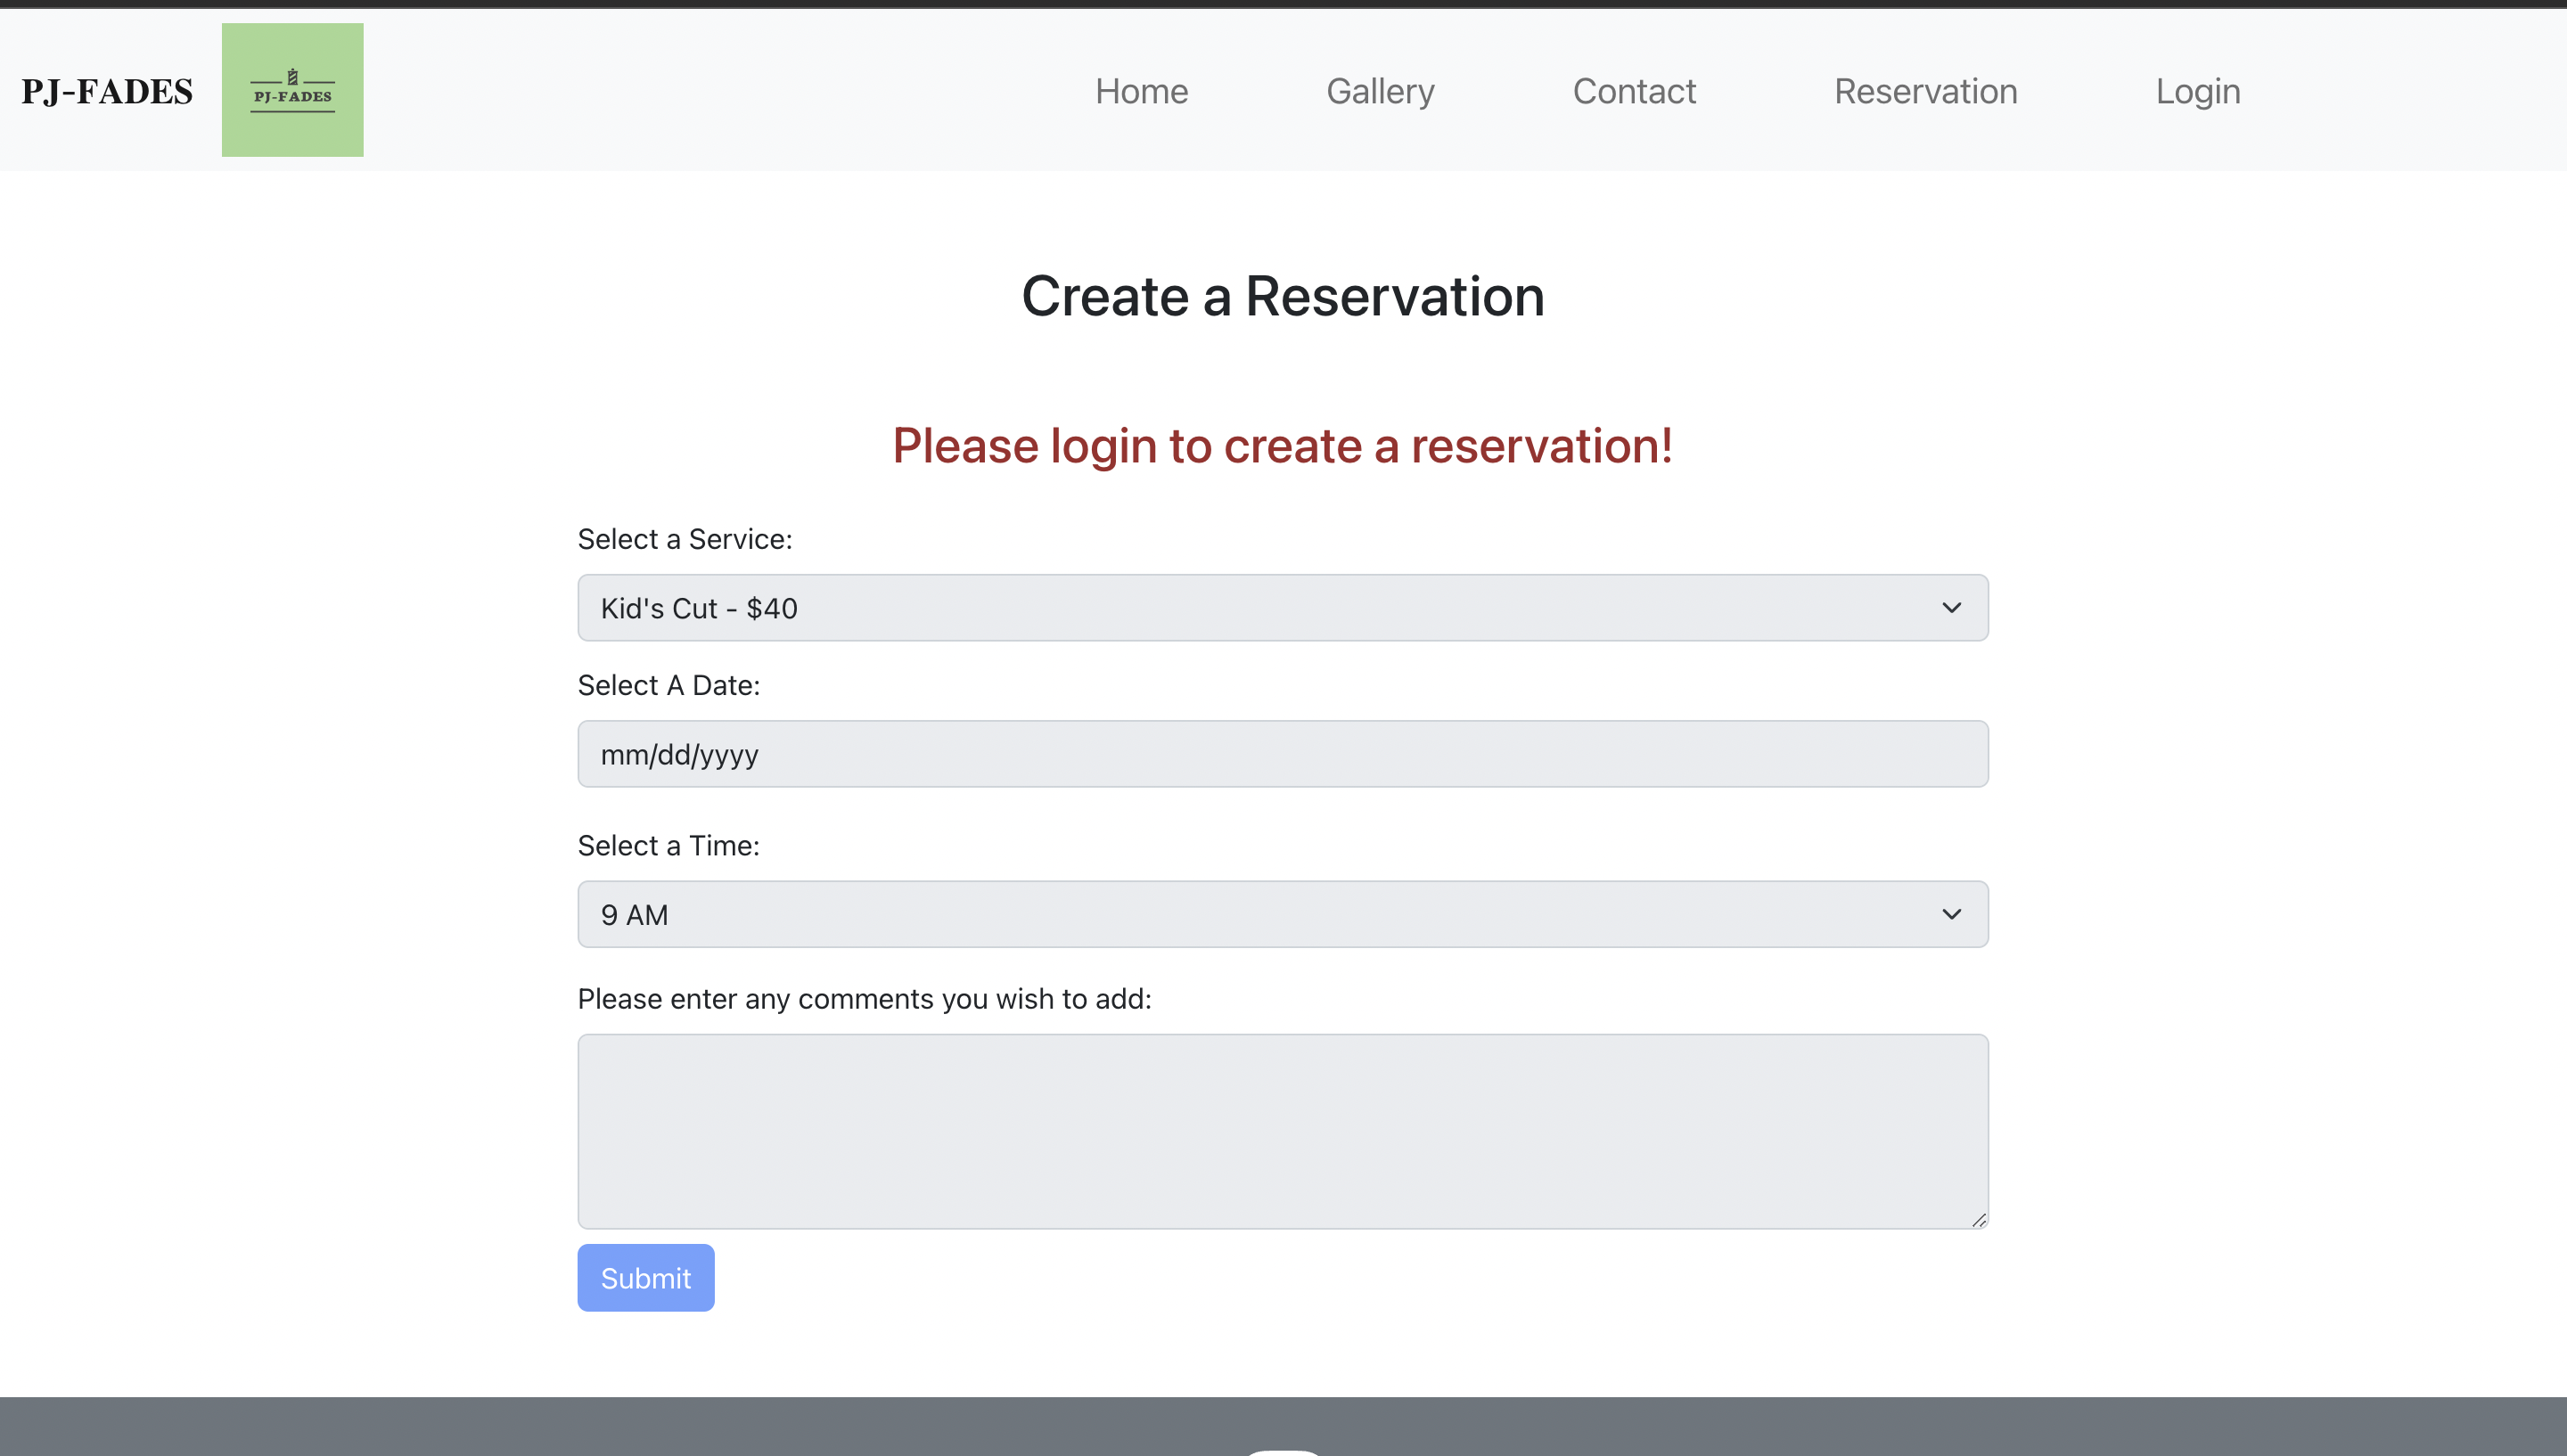 PJ-FADES
PJ-FADES
Home
Gallery
Contact
Reservation
Login
Create a Reservation
Please login to create a reservation!
Select a Service:
Kid's Cut - $40
Select A Date:
mm/dd/yyyy
Select a Time:
9 AM
Please enter any comments you wish to add:
Submit